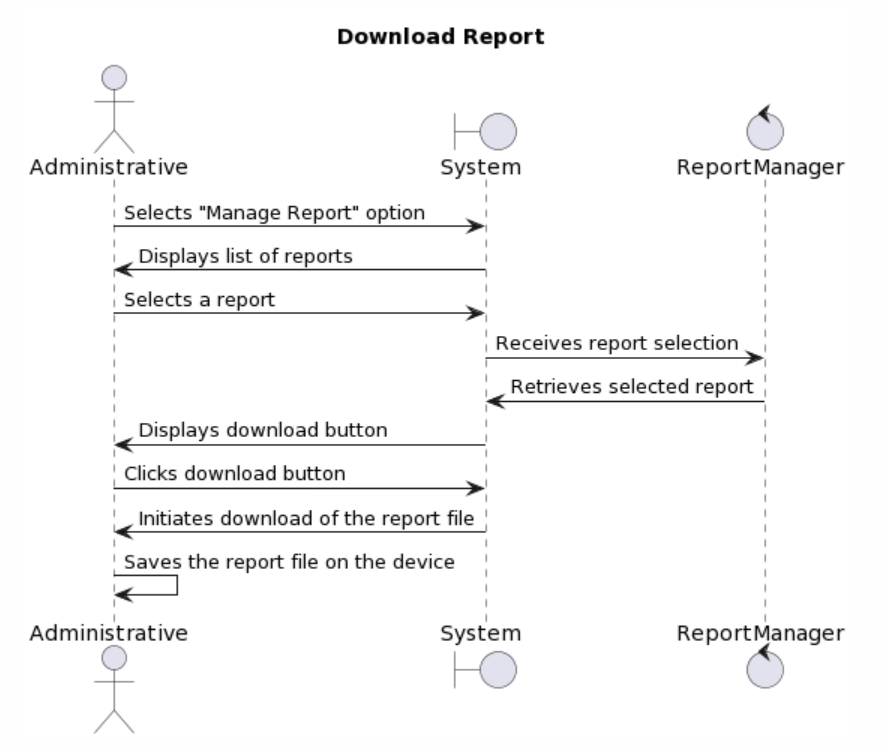 Download Report
Administrative
System
ReportManager
Selects "Manage Report" option
Displays list of reports
Selects a report
Receives report selection
Retrieves selected report
Displays download button
Clicks download button
Initiates download of the report file
Saves the report file on the device
Administrative
System
ReportManager